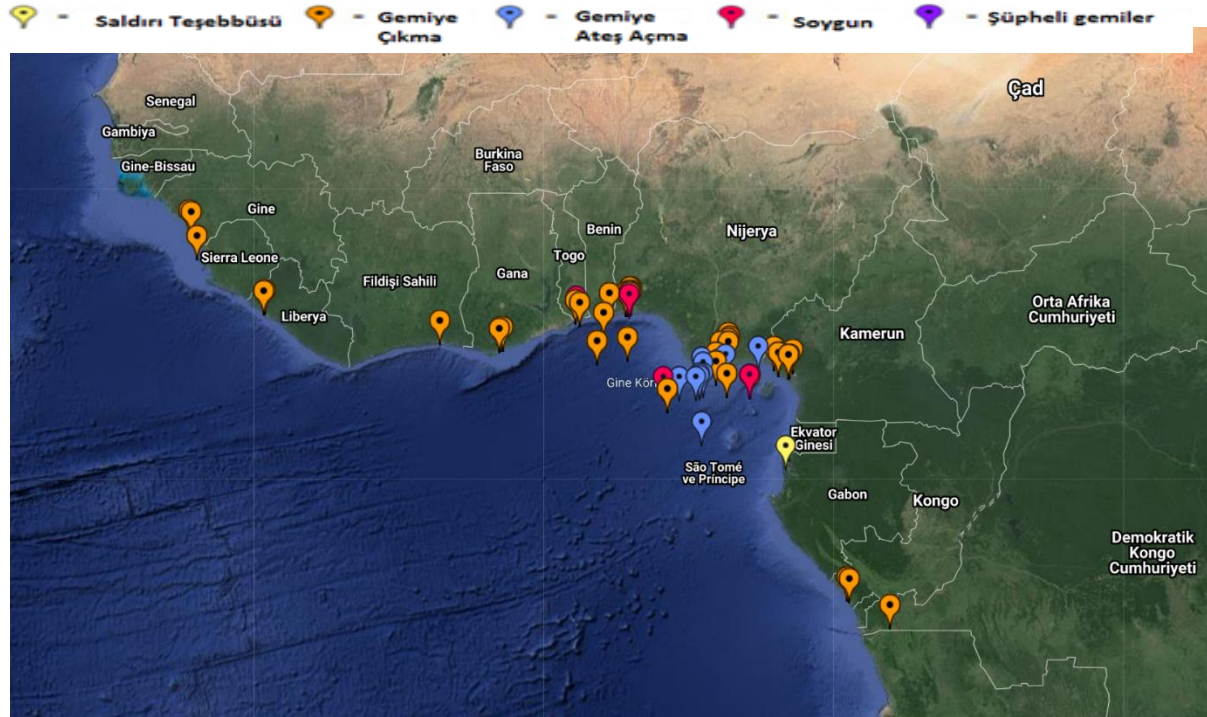 - Saldırı Teşebbüsü
- Gemiye Çıkma
- Gemiye Ateş Açma
- Soygun
- Şüpheli gemiler
Çad
Senegal
Gambiya
Gine-Bissau
Burkina
Faso
Gine
Benin
Nijerya
Sierra Leone
Togo
Fildişi Sahili
Gana
Liberya
Orta Afrika
Cumhuriyeti
Kamerun
Gine Kör
Ekvator
Ginesi
São Tomé
ve Príncipe
Gabon
Kongo
Demokratik
Kongo
Cumhuriyeti